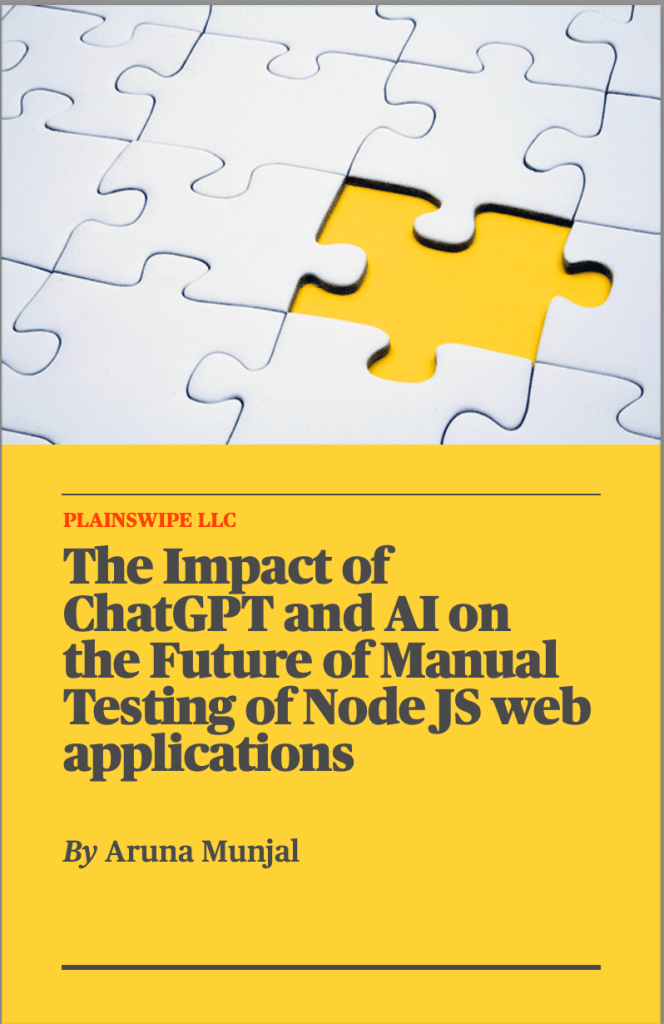 PLAINSWIPE LLC
The Impact of
ChatGPT and AI on
the Future of Manual
Testing of Node JS web
applications
By Aruna Munjal